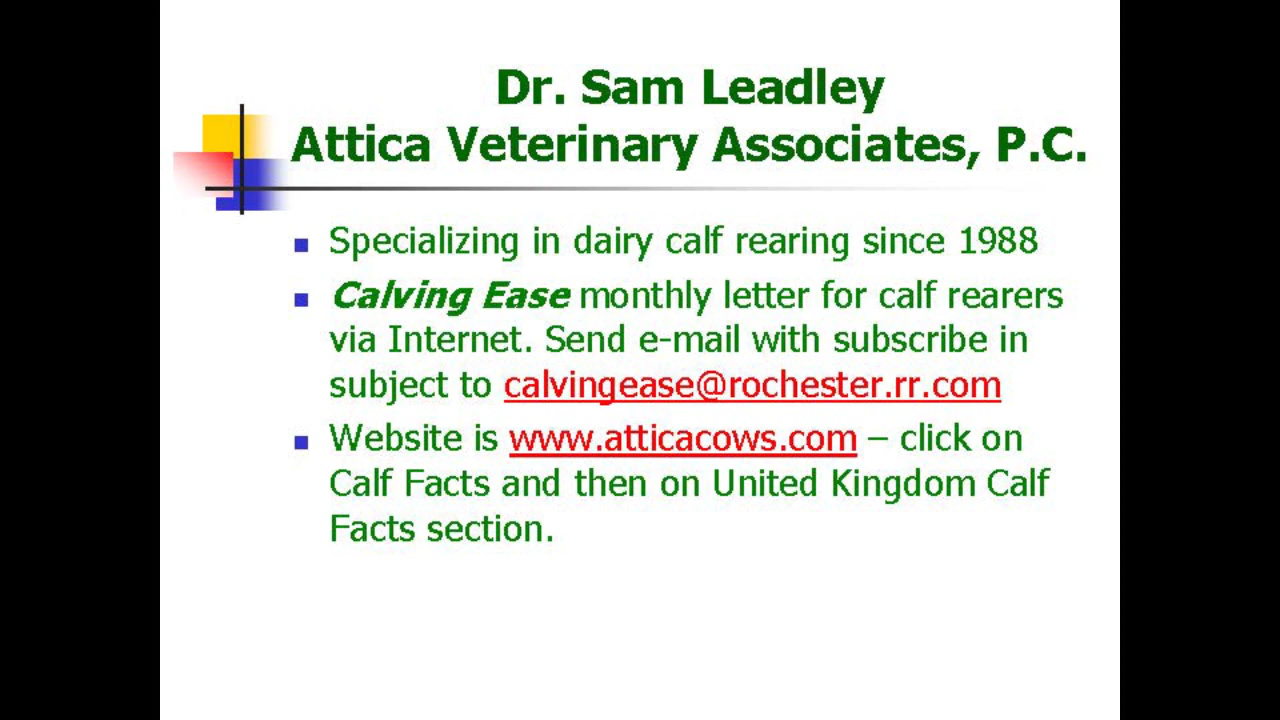 Dr. Sam Leadley
Attica Veterinary Associates, P.C.
Specializing in dairy calf rearing since 1988
Calving Ease monthly letter for calf rearers
via Internet. Send e-mail with subscribe in
subject to calvingease@rochester.rr.com
Website is www.atticacows.com – click on
Calf Facts and then on United Kingdom Calf
Facts section.